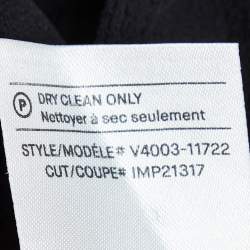 P DRY CLEAN ONLY
Nettoyer à sec seulement
STYLE/MODÈLE# V4003-11722
CUT/COUPE# IMP21317